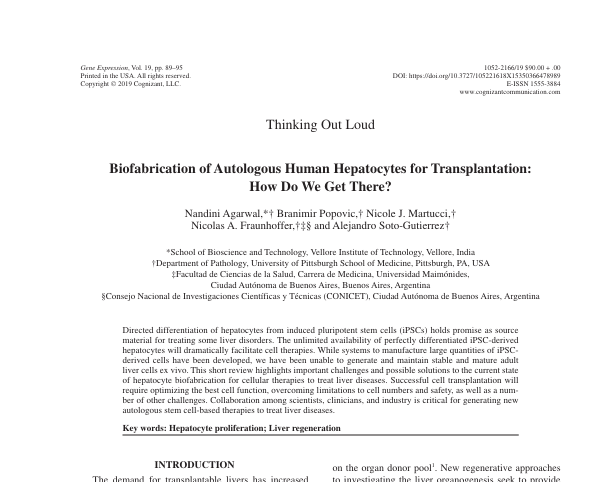 Gene Expression, Vol. 19, pp. 89–95
Printed in the USA. All rights reserved.
Copyright © 2019 Cognizant, LLC.
1052-2166/19 $90.00 + .00
DOI: https://doi.org/10.3727/105221618X15350366478989
E-ISSN 1555-3884
www.cognizantcommunication.com
Thinking Out Loud
Biofabrication of Autologous Human Hepatocytes for Transplantation:
How Do We Get There?
Nandini Agarwal,*† Branimir Popovic,† Nicole J. Martucci,†
Nicolas A. Fraunhoffer,†‡§ and Alejandro Soto-Gutierrez†
*School of Bioscience and Technology, Vellore Institute of Technology, Vellore, India
†Department of Pathology, University of Pittsburgh School of Medicine, Pittsburgh, PA, USA
‡Facultad de Ciencias de la Salud, Carrera de Medicina, Universidad Maimónides,
Ciudad Autónoma de Buenos Aires, Buenos Aires, Argentina
§Consejo Nacional de Investigaciones Científicas y Técnicas (CONICET), Ciudad Autónoma de Buenos Aires, Argentina
Directed differentiation of hepatocytes from induced pluripotent stem cells (iPSCs) holds promise as source
material for treating some liver disorders. The unlimited availability of perfectly differentiated iPSC-derived
hepatocytes will dramatically facilitate cell therapies. While systems to manufacture large quantities of iPSC-
derived cells have been developed, we have been unable to generate and maintain stable and mature adult
liver cells ex vivo. This short review highlights important challenges and possible solutions to the current state
of hepatocyte biofabrication for cellular therapies to treat liver diseases. Successful cell transplantation will
require optimizing the best cell function, overcoming limitations to cell numbers and safety, as well as a num-
ber of other challenges. Collaboration among scientists, clinicians, and industry is critical for generating new
autologous stem cell-based therapies to treat liver diseases.
Key words: Hepatocyte proliferation; Liver regeneration
INTRODUCTION
The demand for transplantable livers has increased
on the organ donor pool¹. New regenerative approaches
to investigating the liver organogenesis seek to provide